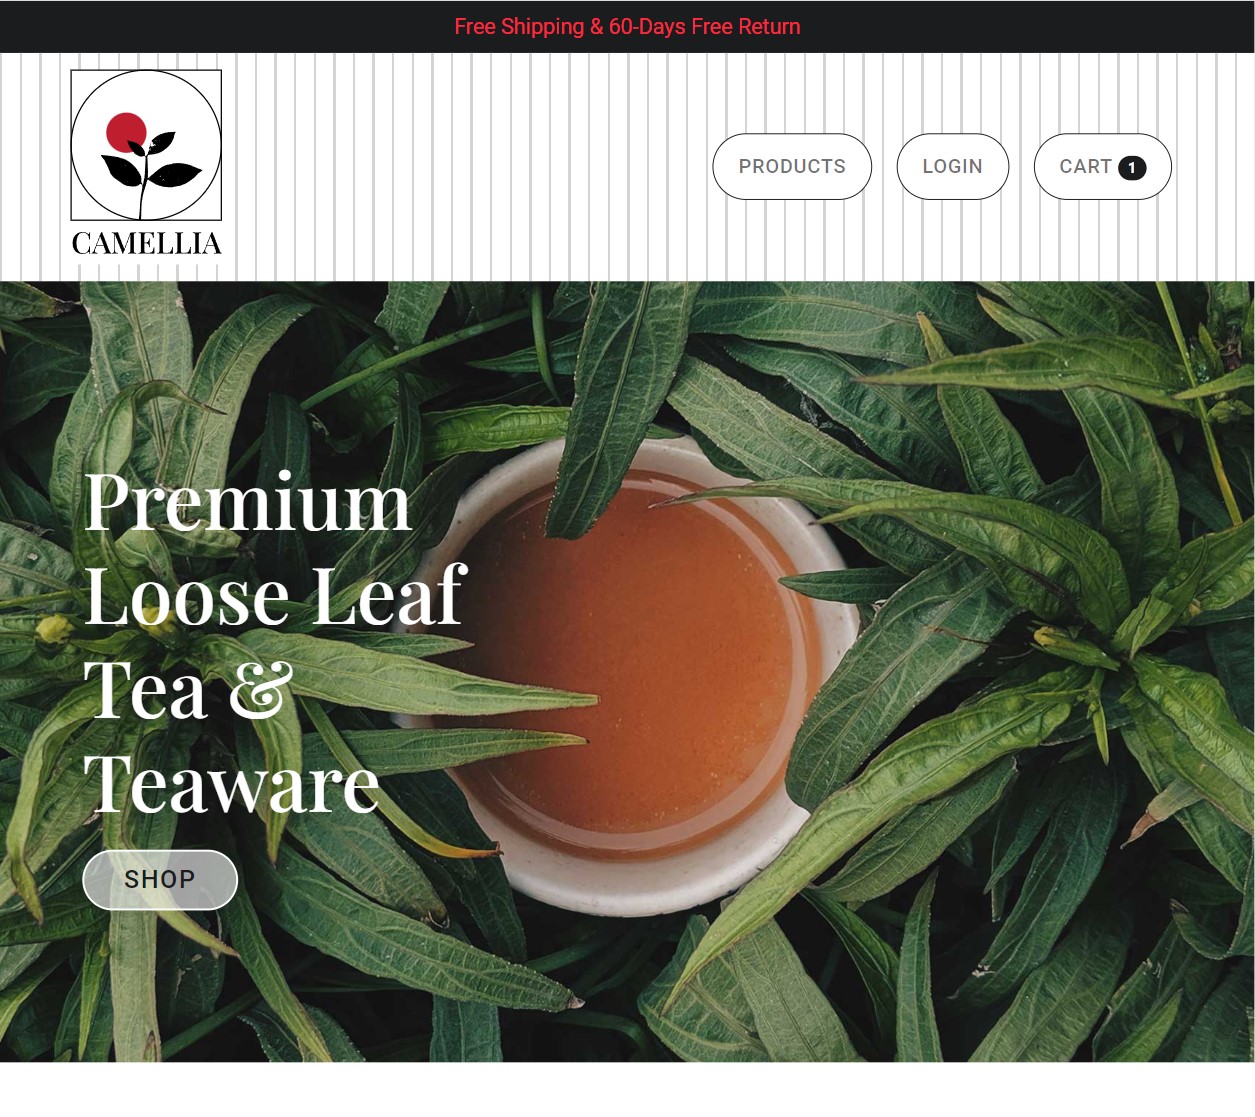 Free Shipping & 60-Days Free Return
CAMELLIA
PRODUCTS
LOGIN
CART 1
Premium
Loose Leaf
Tea &
Teaware
SHOP